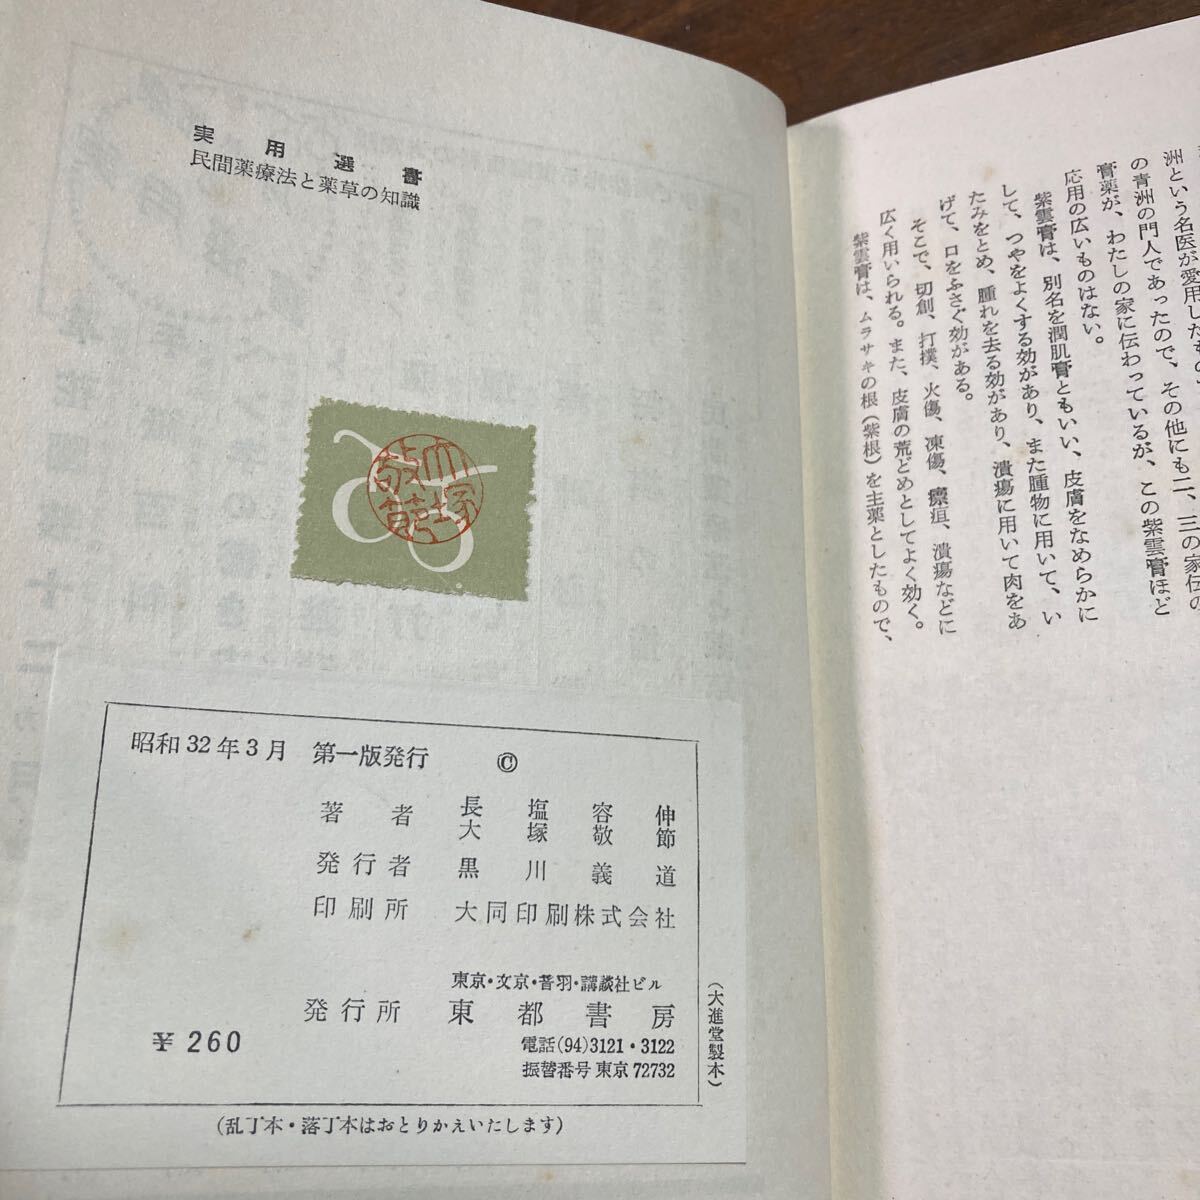 洲という名医が愛用したもの
の青洲の門人であったので、その他にも二、三の家伝の
膏薬が、わたしの家に伝わっているが、この紫雲膏ほど
応用の広いものはない。
紫雲膏は、別名を潤肌膏ともいい、皮膚をなめらかに
して、つやをよくする効があり、また腫物に用いて、い
たみをとめ、腫れを去る効があり、潰瘍に用いて肉をあ
げて、口をふさぐ効がある。
そこで、切創、打撲、火傷、凍傷、瘭疽、潰瘍などに
広く用いられる。また、皮膚の荒どめとしてよく効く。
紫雲膏は、ムラサキの根（紫根）を主薬としたもので、
実用選書
民間薬療法と薬草の知識
大塚
敬節
昭和32年3月 第一版発行 ©
著者 長塩容伸
大塚敬節
発行者 黒川義道
印刷所 大同印刷株式会社
東京・文京・音羽・講談社ビル
発行所 東都書房
¥260
電話(94)3121・3122
振替番号 東京 72732
(大進堂製本)
(乱丁本・落丁本はおとりかえいたします)